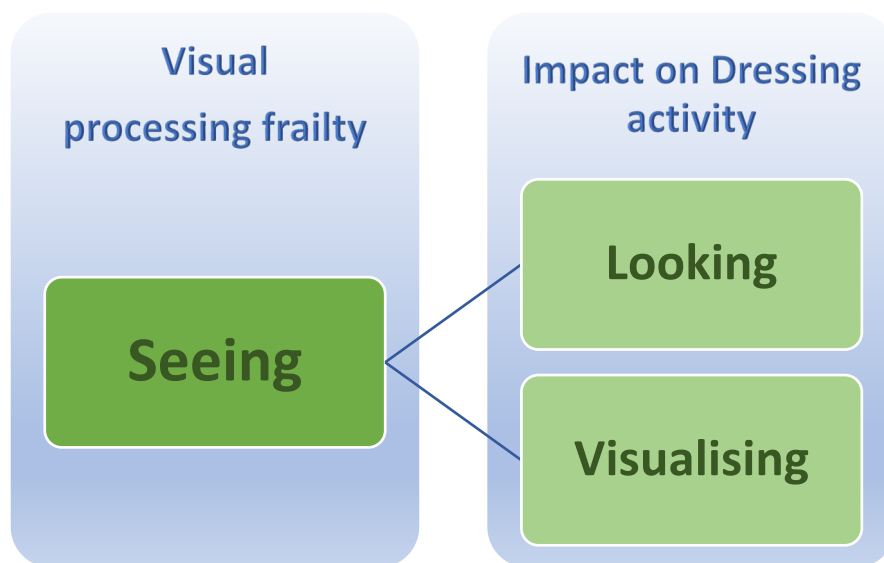 Visual
processing frailty
Seeing
Impact on Dressing
activity
Looking
Visualising